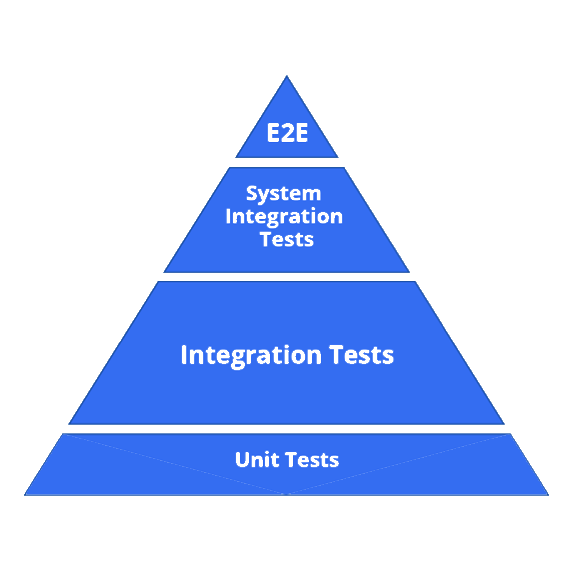 E2E
System
Integration
Tests
Integration Tests
Unit Tests